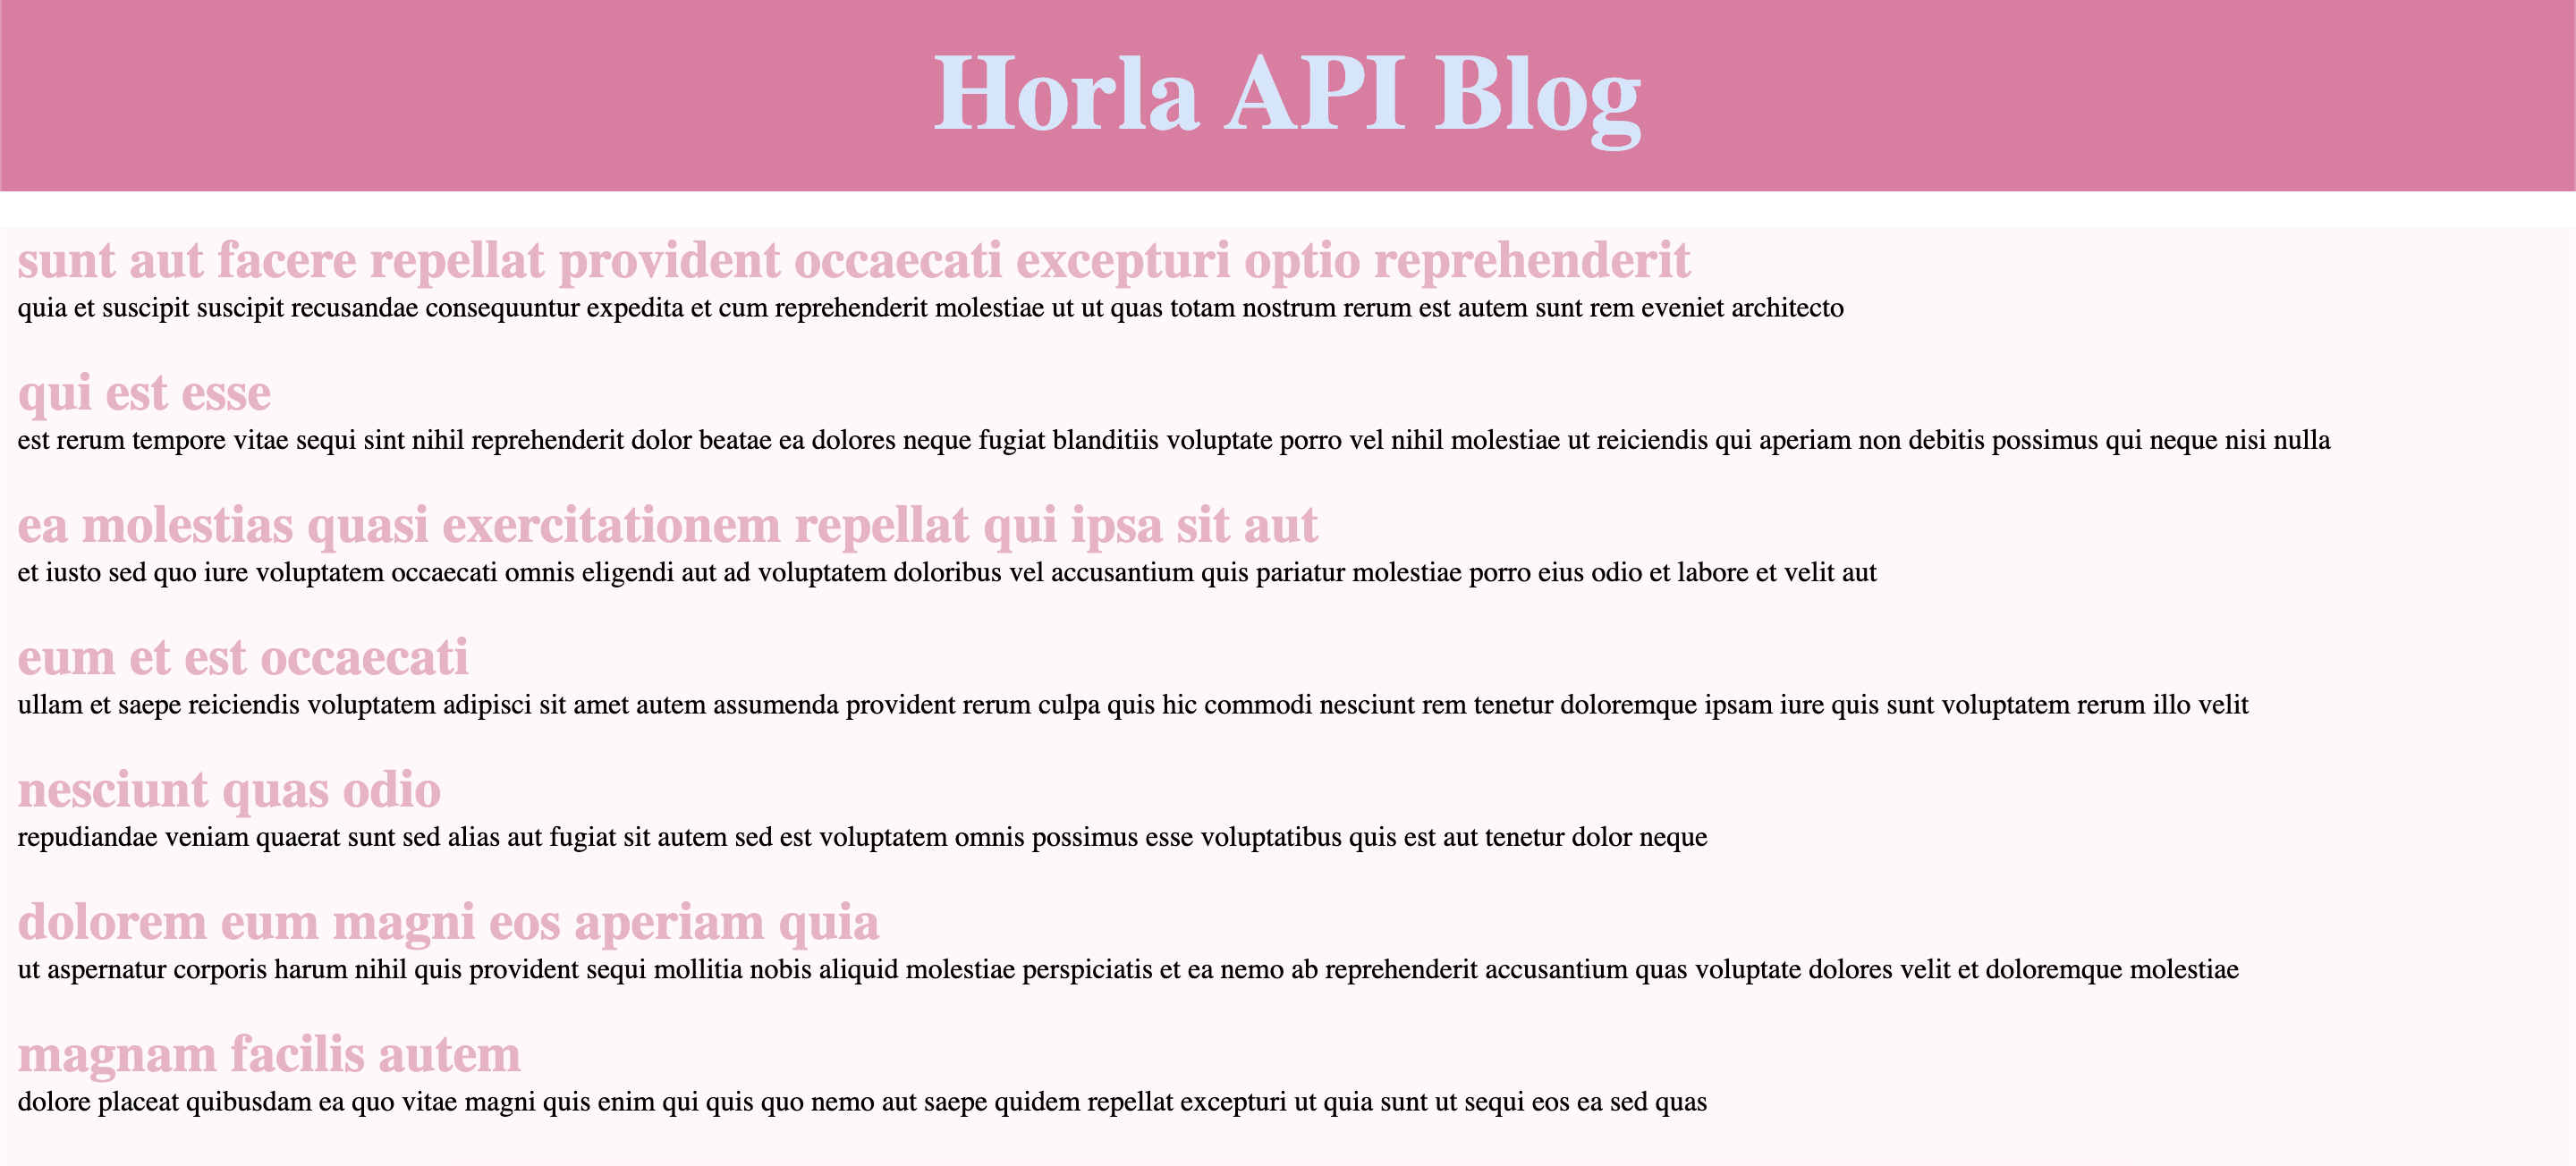 Horla API Blog
sunt aut facere repellat provident occaecati excepturi optio reprehenderit
quia et suscipit suscipit recusandae consequuntur expedita et cum reprehenderit molestiae ut ut quas totam nostrum rerum est autem sunt rem eveniet architecto
qui est esse
est rerum tempore vitae sequi sint nihil reprehenderit dolor beatae ea dolores neque fugiat blanditiis voluptate porro vel nihil molestiae ut reiciendis qui aperiam non debitis possimus qui neque nisi nulla
ea molestias quasi exercitationem repellat qui ipsa sit aut
et iusto sed quo iure voluptatem occaecati omnis eligendi aut ad voluptatem doloribus vel accusantium quis pariatur molestiae porro eius odio et labore et velit aut
eum et est occaecati
ullam et saepe reiciendis voluptatem adipisci sit amet autem assumenda provident rerum culpa quis hic commodi nesciunt rem tenetur doloremque ipsam iure quis sunt voluptatem rerum illo velit
nesciunt quas odio
repudiandae veniam quaerat sunt sed alias aut fugiat sit autem sed est voluptatem omnis possimus esse voluptatibus quis est aut tenetur dolor neque
dolorem eum magni eos aperiam quia
ut aspernatur corporis harum nihil quis provident sequi mollitia nobis aliquid molestiae perspiciatis et ea nemo ab reprehenderit accusantium quas voluptate dolores velit et doloremque molestiae
magnam facilis autem
dolore placeat quibusdam ea quo vitae magni quis enim qui quis quo nemo aut saepe quidem repellat excepturi ut quia sunt ut sequi eos ea sed quas